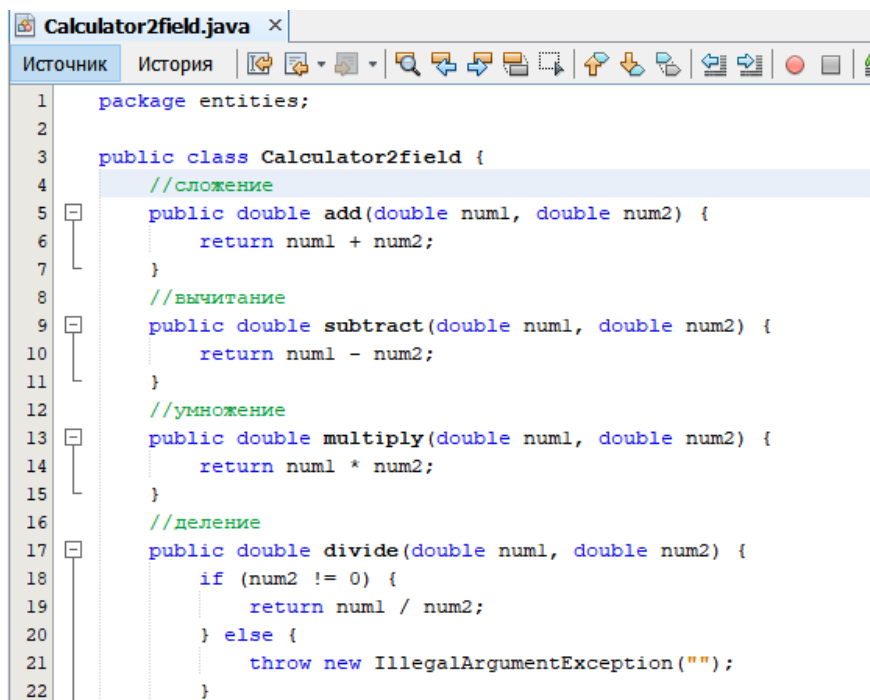 Calculator2field.java ×
Источник История
1 package entities;
2
3 public class Calculator2field {
4 //сложение
5 public double add(double num1, double num2) {
6 return num1 + num2;
7 }
8 //вычитание
9 public double subtract(double num1, double num2) {
10 return num1 - num2;
11 }
12 //умножение
13 public double multiply(double num1, double num2) {
14 return num1 * num2;
15 }
16 //деление
17 public double divide(double num1, double num2) {
18 if (num2 != 0) {
19 return num1 / num2;
20 } else {
21 throw new IllegalArgumentException("");
22 }